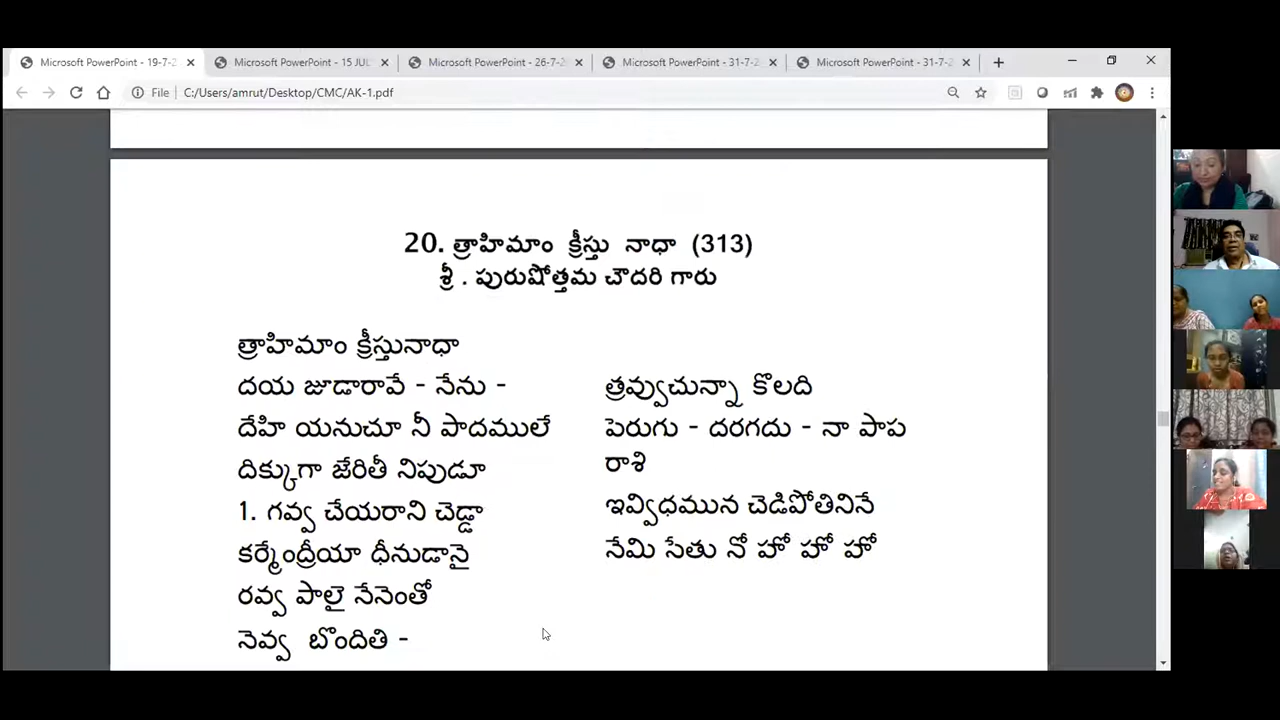 Microsoft PowerPoint - 19-7-2
Microsoft PowerPoint - 15 JUL
Microsoft PowerPoint - 26-7-2
Microsoft PowerPoint - 31-7-2
Microsoft PowerPoint - 31-7-2
File
C:/Users/amrut/Desktop/CMC/AK-1.pdf
20. త్రాహిమాం క్రీస్తు నాధా (313)
శ్రీ . పురుషోత్తమ చౌదరి గారు
త్రాహిమాం క్రీస్తునాధా
దయ జూడారావే - నేను -
దేహి యనుచూ నీ పాదములే
దిక్కుగా జేరితీ నిపుడూ
1. గవ్వ చేయరాని చెడ్డా
కర్మేంద్రీయా ధీనుడానై
రవ్వ పాలై నేనెంతో
నెవ్వ బొందితి -
త్రవ్వుచున్నా కొలది
పెరుగు - దరగదు - నా పాప
రాశి
ఇవ్విధమున చెడిపోతినినే
నేమి సేతు నో హో హో హో